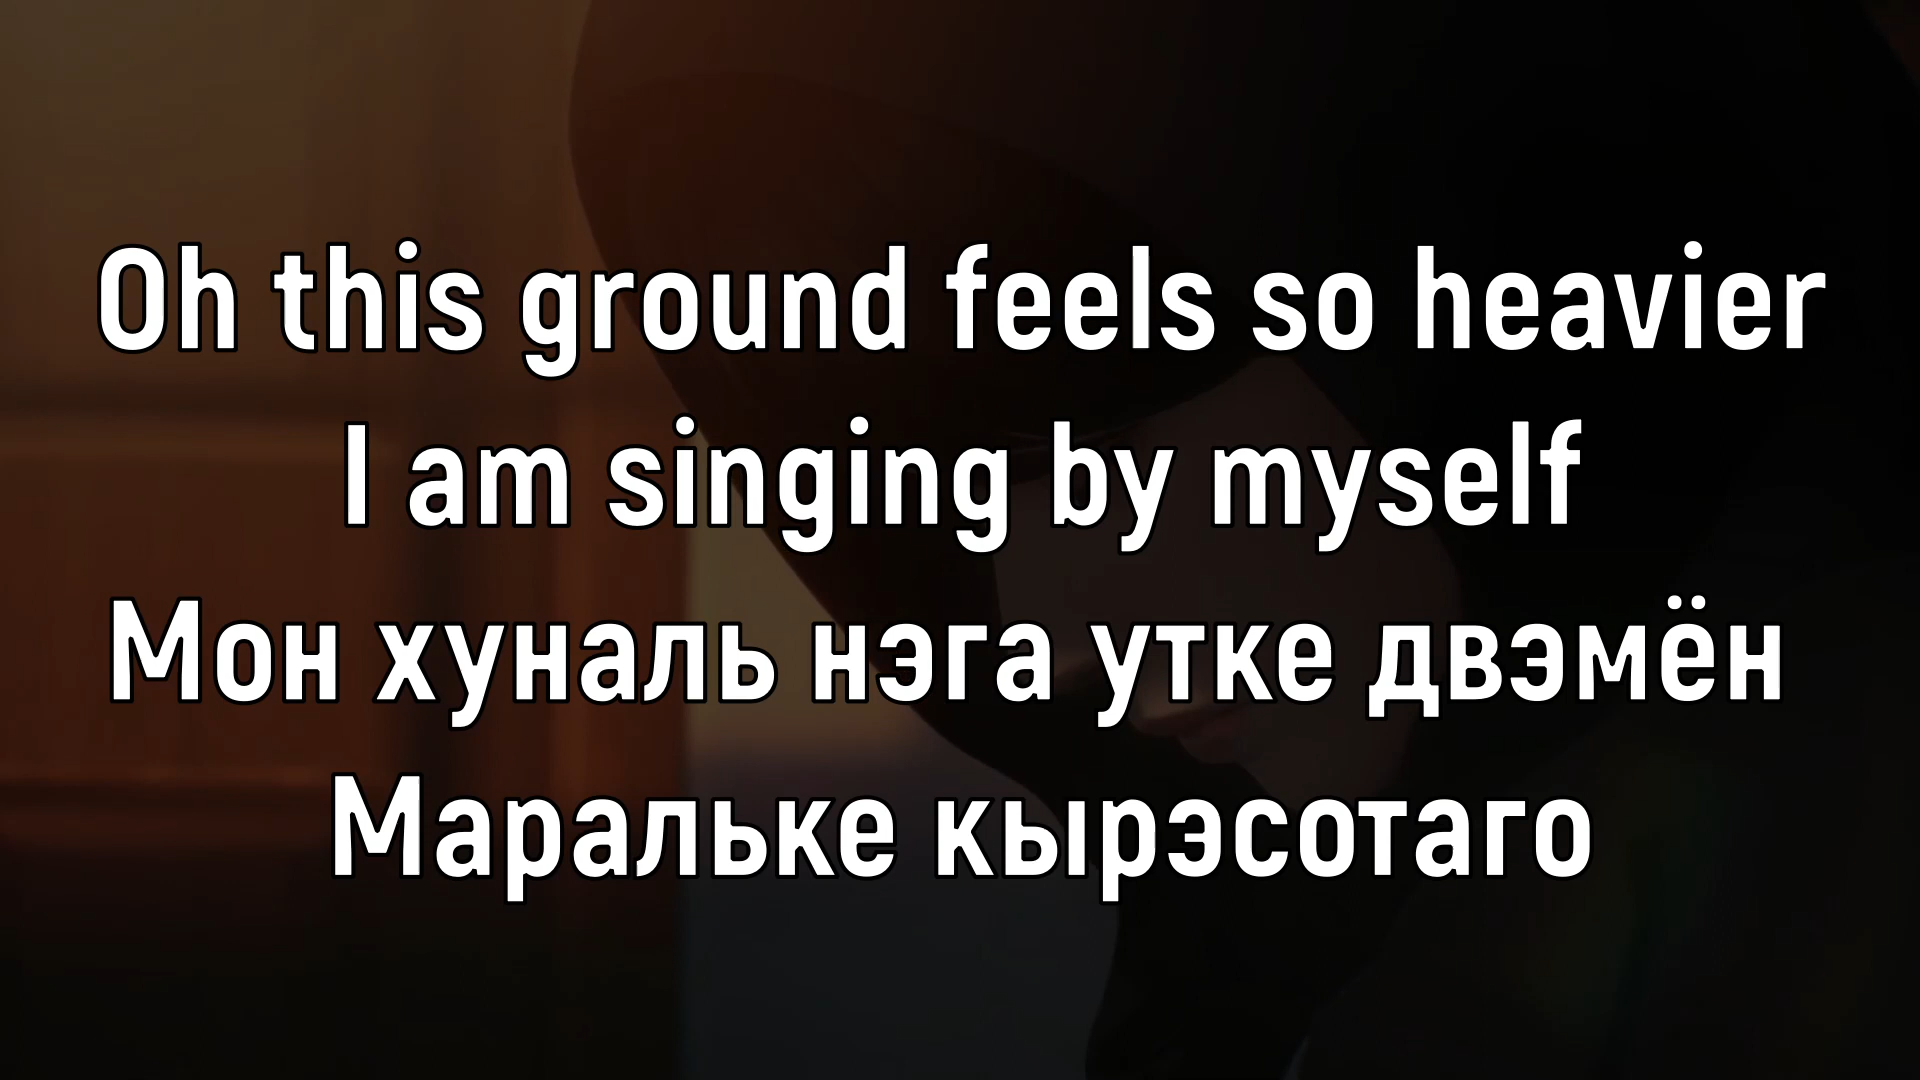 Oh this ground feels so heavier
I am singing by myself
Мон хуналь нэга утке двэмён
Маральке кырэсотаго